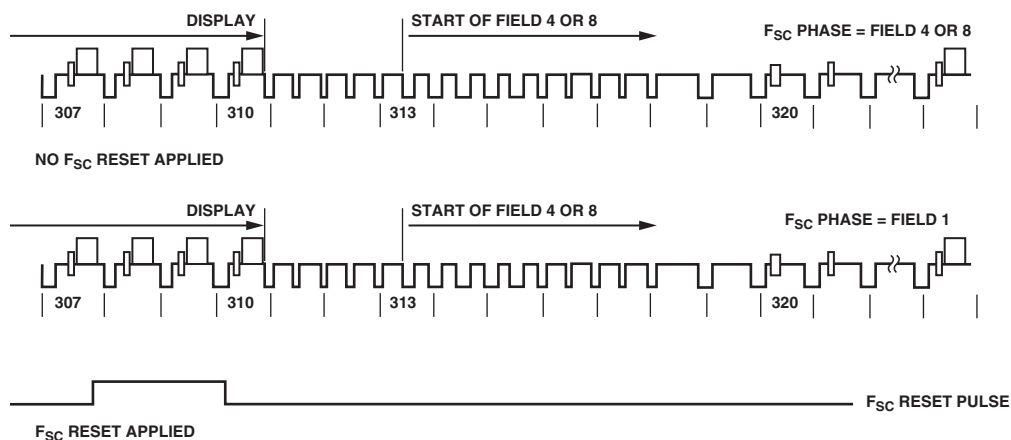 DISPLAY
START OF FIELD 4 OR 8
FSC PHASE = FIELD 4 OR 8
307
310
313
320
NO FSC RESET APPLIED
DISPLAY
START OF FIELD 4 OR 8
FSC PHASE = FIELD 1
307
310
313
320
FSC RESET PULSE
FSC RESET APPLIED